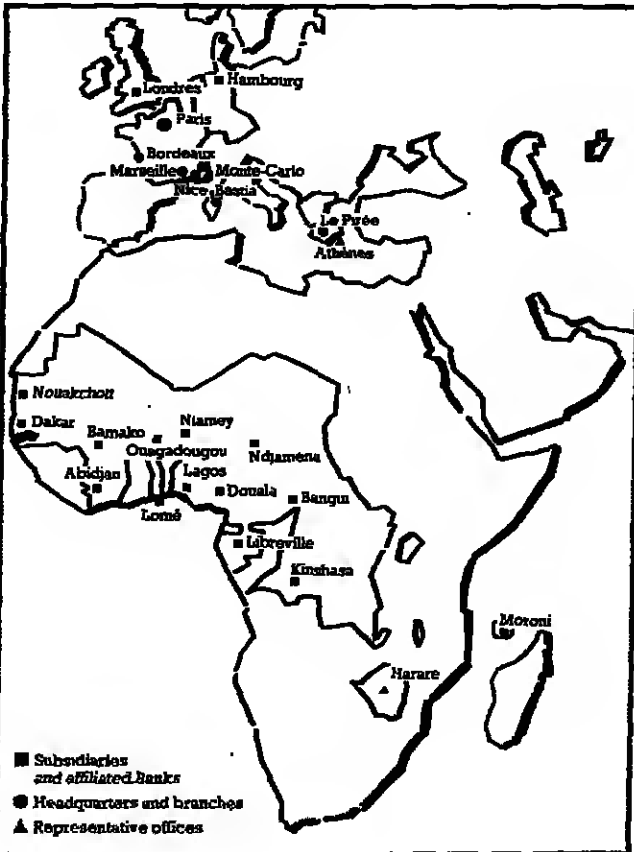 Londres
Hambourg
Paris
Bordeaux
Marseille
Monte-Carlo
Nice
Bastia
Le Pirée
Athènes
Nouakchott
Dakar
Bamako
Niamey
Ouagadougou
Ndjamena
Abidjan
Lagos
Douala
Bangui
Lomé
Libreville
Kinshasa
Moroni
Harare
Subsidiaries
and affiliated Banks
Headquarters and branches
Representative offices